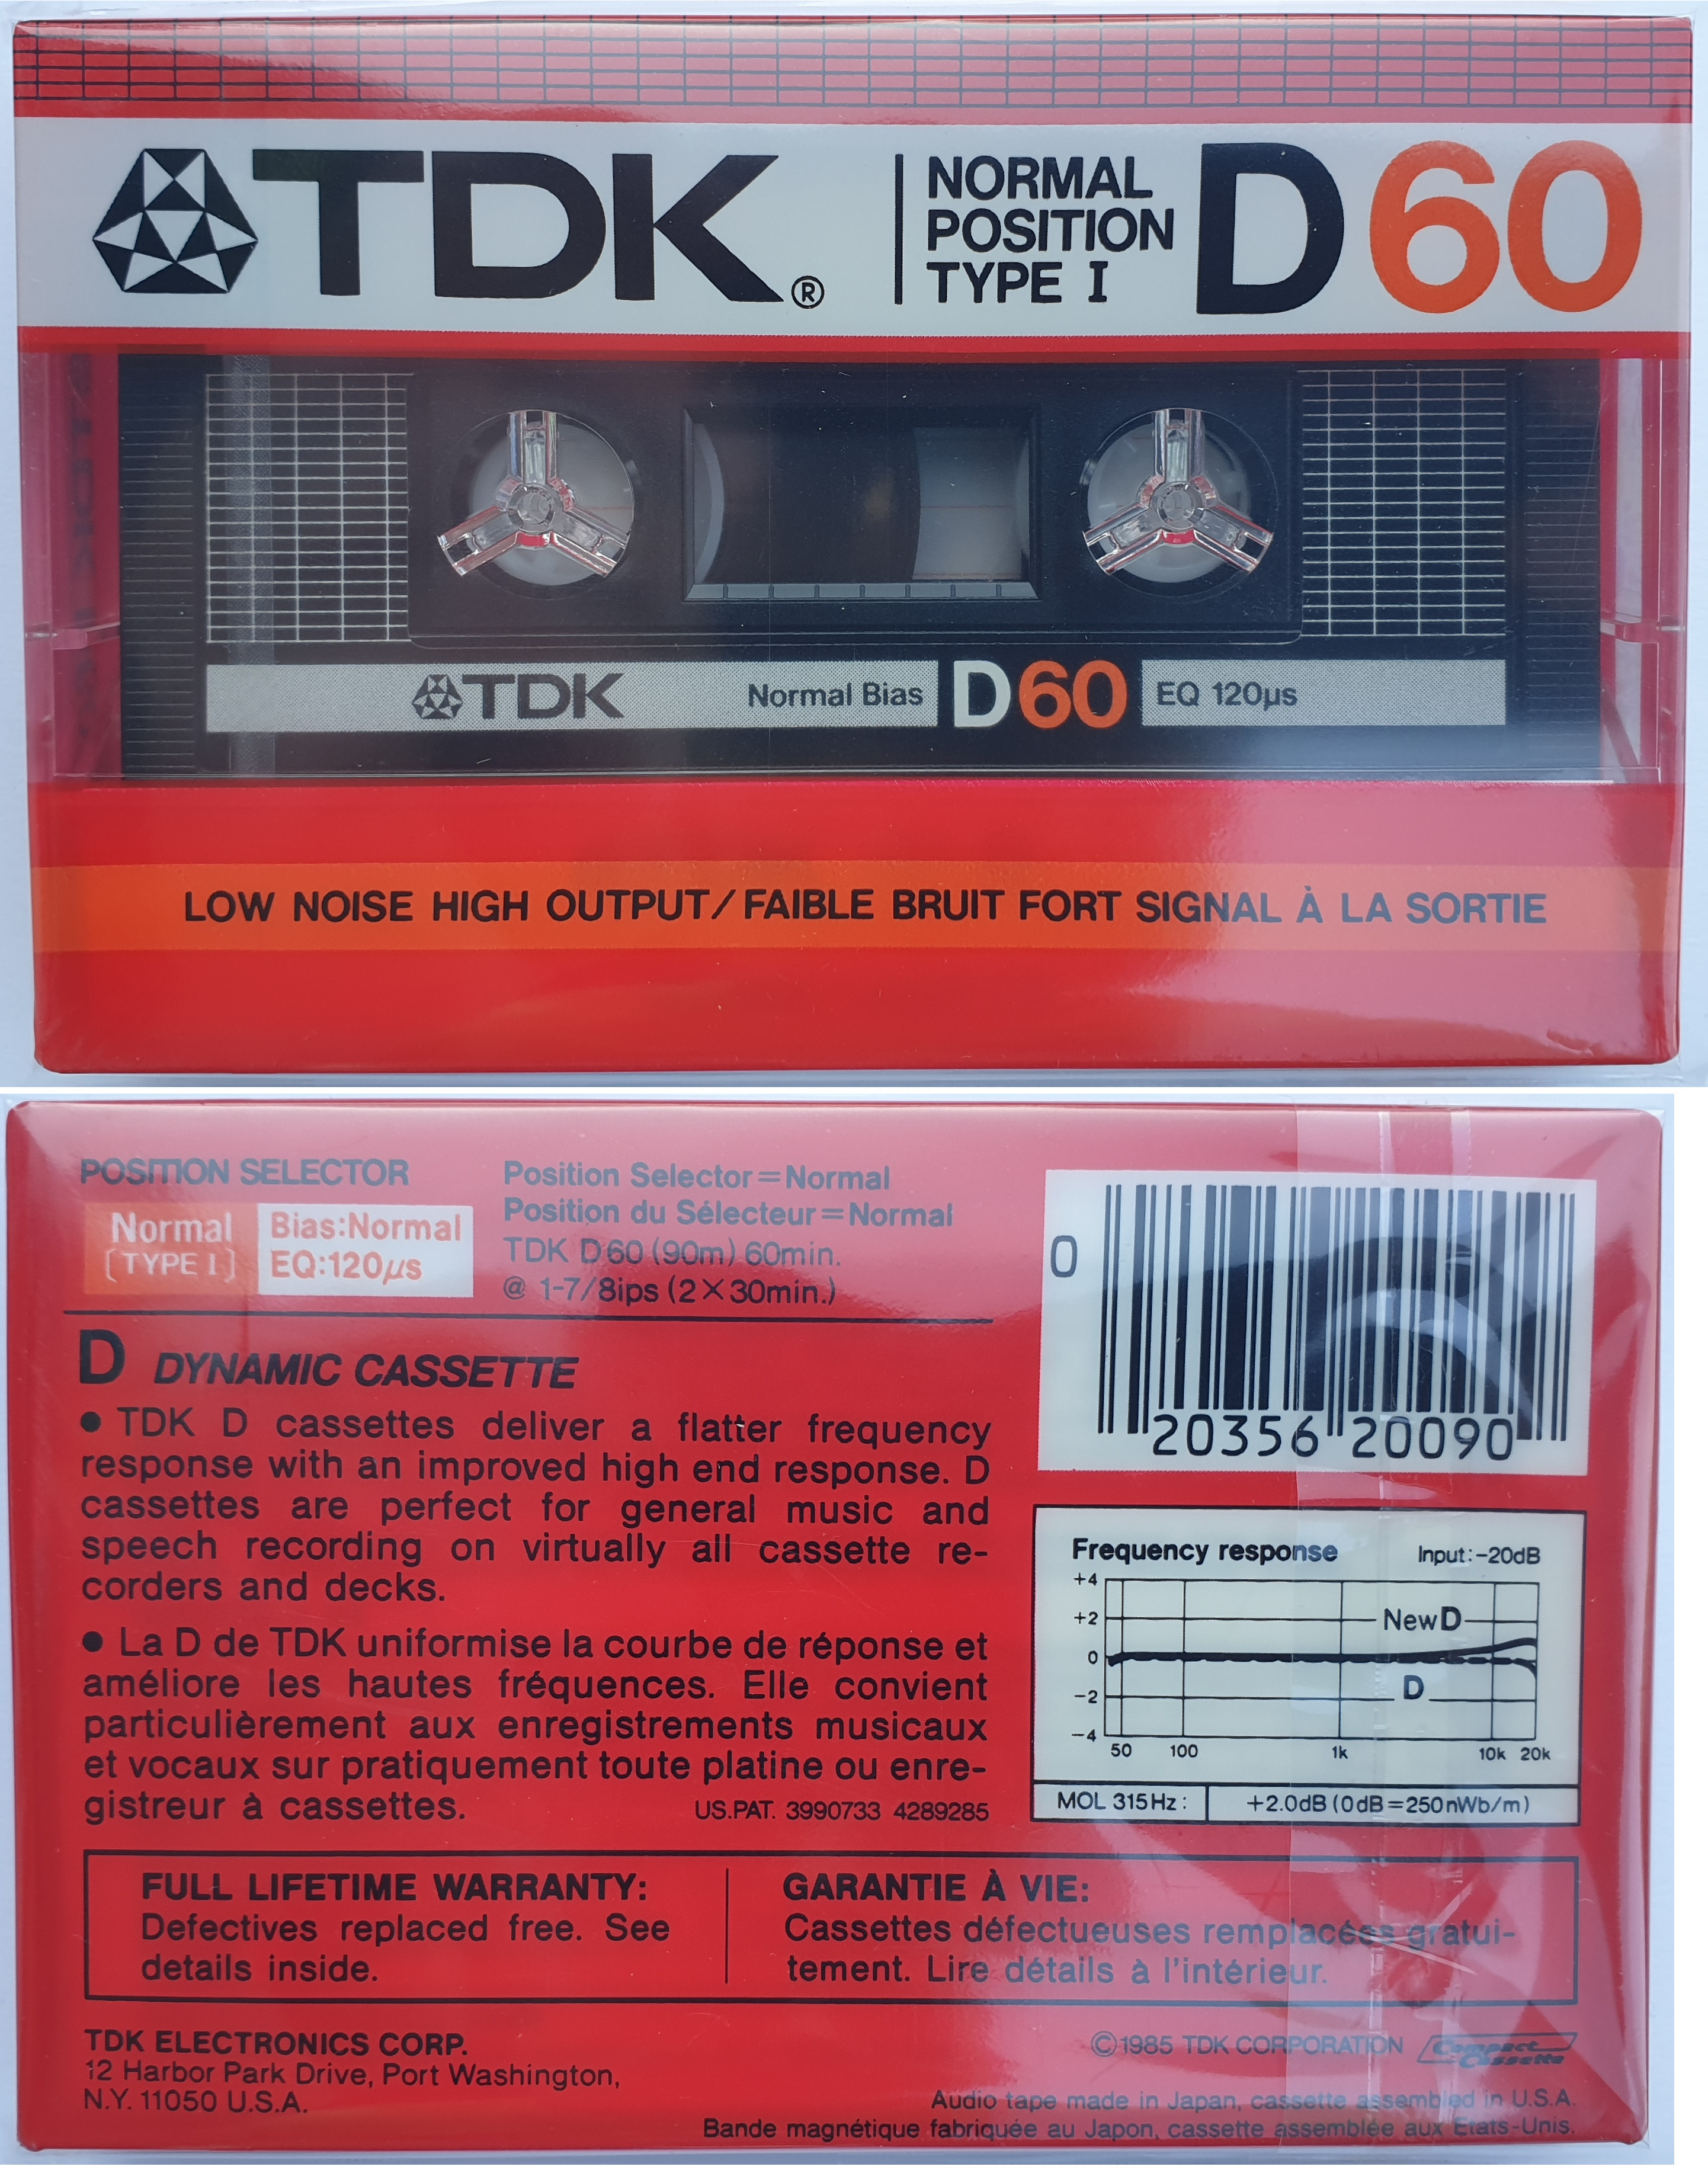 TDK®
NORMAL
POSITION
TYPE I
D60
TDK Normal Bias D60 EQ 120µs
LOW NOISE HIGH OUTPUT/FAIBLE BRUIT FORT SIGNAL À LA SORTIE
POSITION SELECTOR
Normal
[TYPE I]
Bias:Normal
EQ:120µs
Position Selector=Normal
Position du Sélecteur=Normal
TDK D60 (90m) 60min.
@ 1-7/8ips (2×30min.)
0 20356 20090
D DYNAMIC CASSETTE
● TDK D cassettes deliver a flatter frequency
response with an improved high end response. D
cassettes are perfect for general music and
speech recording on virtually all cassette re-
corders and decks.
● La D de TDK uniformise la courbe de réponse et
améliore les hautes fréquences. Elle convient
particulièrement aux enregistrements musicaux
et vocaux sur pratiquement toute platine ou enre-
gistreur à cassettes.
US.PAT. 3990733 4289285
Frequency response Input:-20dB
+4
+2
0
-2
-4
New D
D
50 100 1k 10k 20k
MOL 315Hz: +2.0dB (0dB=250nWb/m)
FULL LIFETIME WARRANTY:
Defectives replaced free. See
details inside.
GARANTIE À VIE:
Cassettes défectueuses remplacées gratui-
tement. Lire détails à l'intérieur.
TDK ELECTRONICS CORP.
12 Harbor Park Drive, Port Washington,
N.Y. 11050 U.S.A.
©1985 TDK CORPORATION Compact Cassette
Audio tape made in Japan, cassette assembled in U.S.A.
Bande magnétique fabriquée au Japon, cassette assemblée aux Etats-Unis.